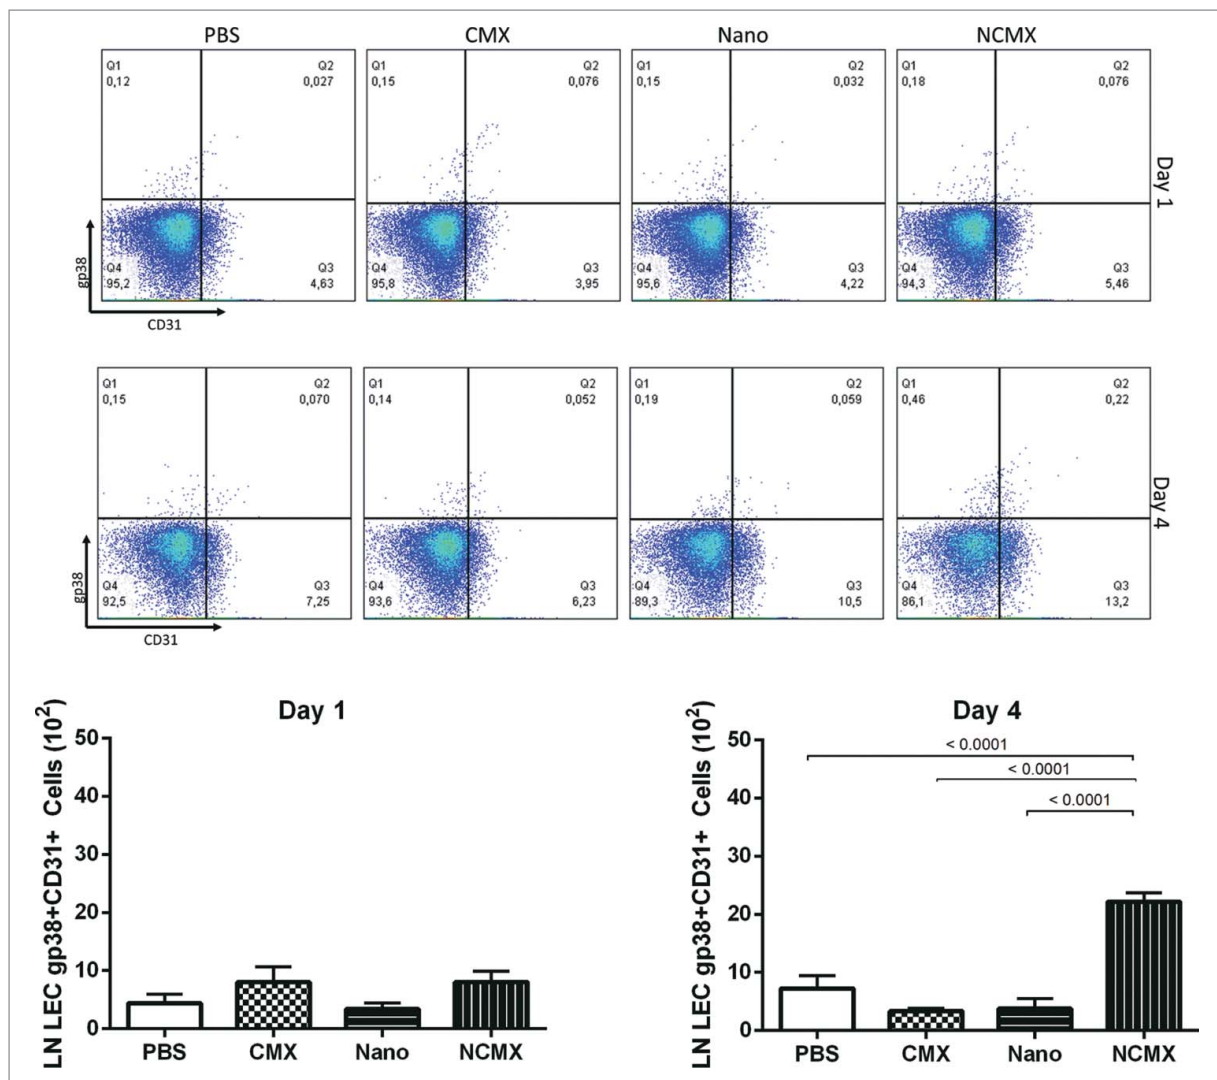 PBS CMX Nano NCMX
Q1 Q2 Q1 Q2 Q1 Q2 Q1 Q2
0,12 0,027 0,15 0,076 0,15 0,032 0,18 0,076
Day 1
gp38
Q4 Q3 Q4 Q3 Q4 Q3 Q4 Q3
95,2 4,63 95,8 3,95 95,6 4,22 94,3 5,46
CD31
Q1 Q2 Q1 Q2 Q1 Q2 Q1 Q2
0,15 0,070 0,14 0,052 0,19 0,059 0,46 0,22
Day 4
gp38
Q4 Q3 Q4 Q3 Q4 Q3 Q4 Q3
92,5 7,25 93,6 6,23 89,3 10,5 86,1 13,2
CD31
Day 1
LN LEC gp38+CD31+ Cells (10²)
50
40
30
20
10
0
PBS CMX Nano NCMX
Day 4
LN LEC gp38+CD31+ Cells (10²)
50
40
30
20
10
0
< 0.0001
< 0.0001
< 0.0001
PBS CMX Nano NCMX